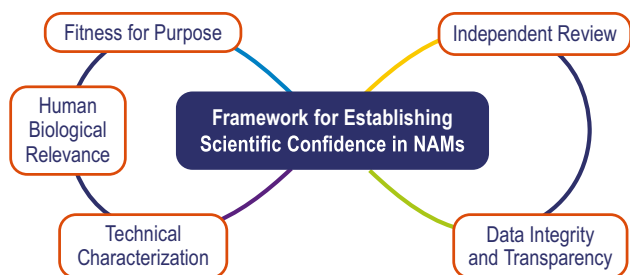 Fitness for Purpose
Independent Review
Human
Biological
Relevance
Framework for Establishing
Scientific Confidence in NAMs
Technical
Characterization
Data Integrity
and Transparency